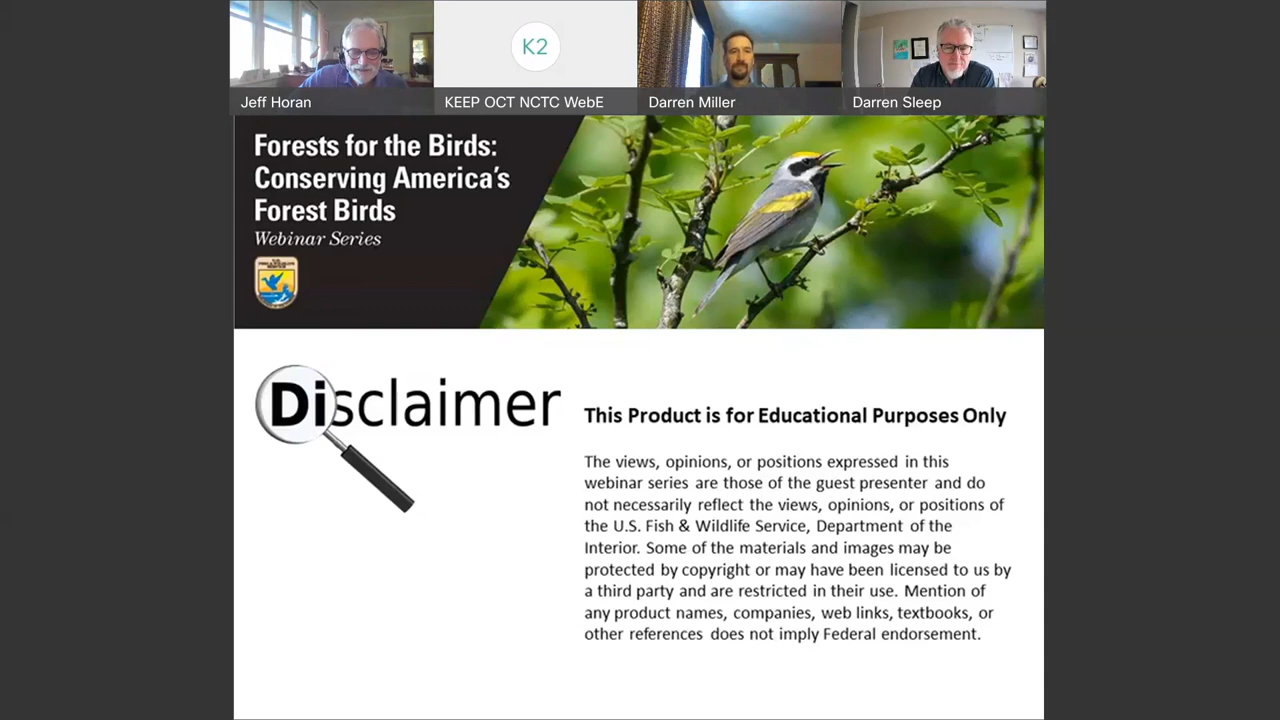 K2
Jeff Horan
KEEP OCT NCTC WebE
Darren Miller
Darren Sleep
Forests for the Birds:
Conserving America's
Forest Birds
Webinar Series
Disclaimer
This Product is for Educational Purposes Only
The views, opinions, or positions expressed in this
webinar series are those of the guest presenter and do
not necessarily reflect the views, opinions, or positions of
the U.S. Fish & Wildlife Service, Department of the
Interior. Some of the materials and images may be
protected by copyright or may have been licensed to us by
a third party and are restricted in their use. Mention of
any product names, companies, web links, textbooks, or
other references does not imply Federal endorsement.